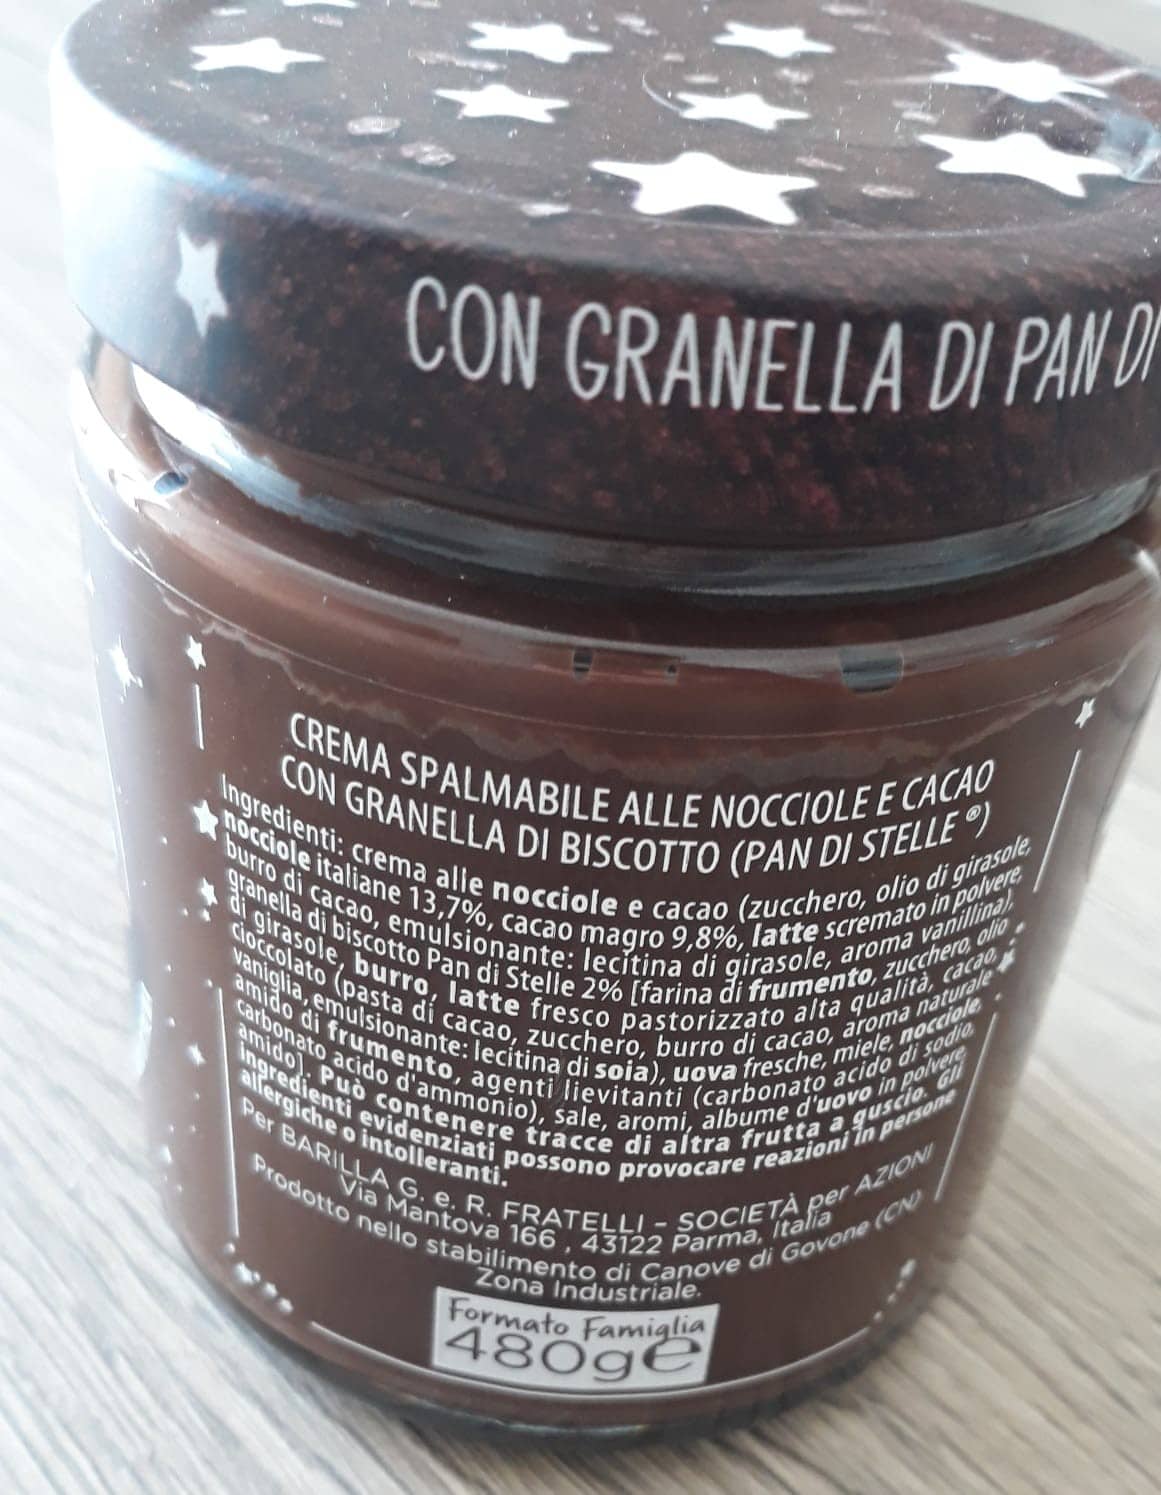 CON GRANELLA DI PAN DI
CREMA SPALMABILE ALLE NOCCIOLE E CACAO
CON GRANELLA DI BISCOTTO (PAN DI STELLE ®)
Ingredienti: crema alle nocciole e cacao (zucchero, olio di girasole,
nocciole italiane 13,7%, cacao magro 9,8%, latte scremato in polvere,
burro di cacao, emulsionante: lecitina di girasole, aroma vanillina),
granella di biscotto Pan di Stelle 2% [farina di frumento, zucchero, olio
di girasole, burro, latte fresco pastorizzato alta qualità, cacao,
cioccolato (pasta di cacao, zucchero, burro di cacao, aroma naturale
vaniglia, emulsionante: lecitina di soia), uova fresche, miele, nocciole,
amido di frumento, agenti lievitanti (carbonato acido di sodio,
carbonato acido d'ammonio), sale, aromi, albume d'uovo in polvere,
amido]. Può contenere tracce di altra frutta a guscio. Gli
ingredienti evidenziati possono provocare reazioni in persone
allergiche o intolleranti.
Per BARILLA G. e. R. FRATELLI - SOCIETÀ per AZIONI
Via Mantova 166 , 43122 Parma, Italia
Prodotto nello stabilimento di Canove di Govone (CN)
Zona Industriale.
Formato Famiglia
480g e